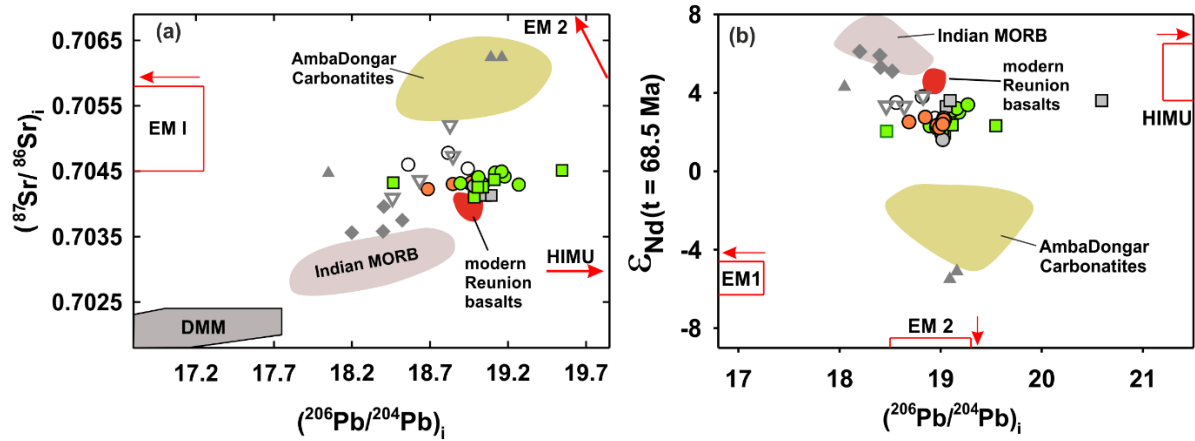 (a)
EM 2
AmbaDongar
Carbonatites
EM I
Indian MORB
modern
Reunion
basalts
HIMU
DMM
0.7065
0.7055
0.7045
0.7035
0.7025
(⁸⁷Sr/ ⁸⁶Sr)ᵢ
17.2 17.7 18.2 18.7 19.2 19.7
(²⁰⁶Pb/²⁰⁴Pb)ᵢ
(b)
Indian MORB
modern
Reunion
basalts
HIMU
AmbaDongar
Carbonatites
EM1
EM 2
8
4
0
-4
-8
εNd(t = 68.5 Ma)
17 18 19 20 21
(²⁰⁶Pb/²⁰⁴Pb)ᵢ